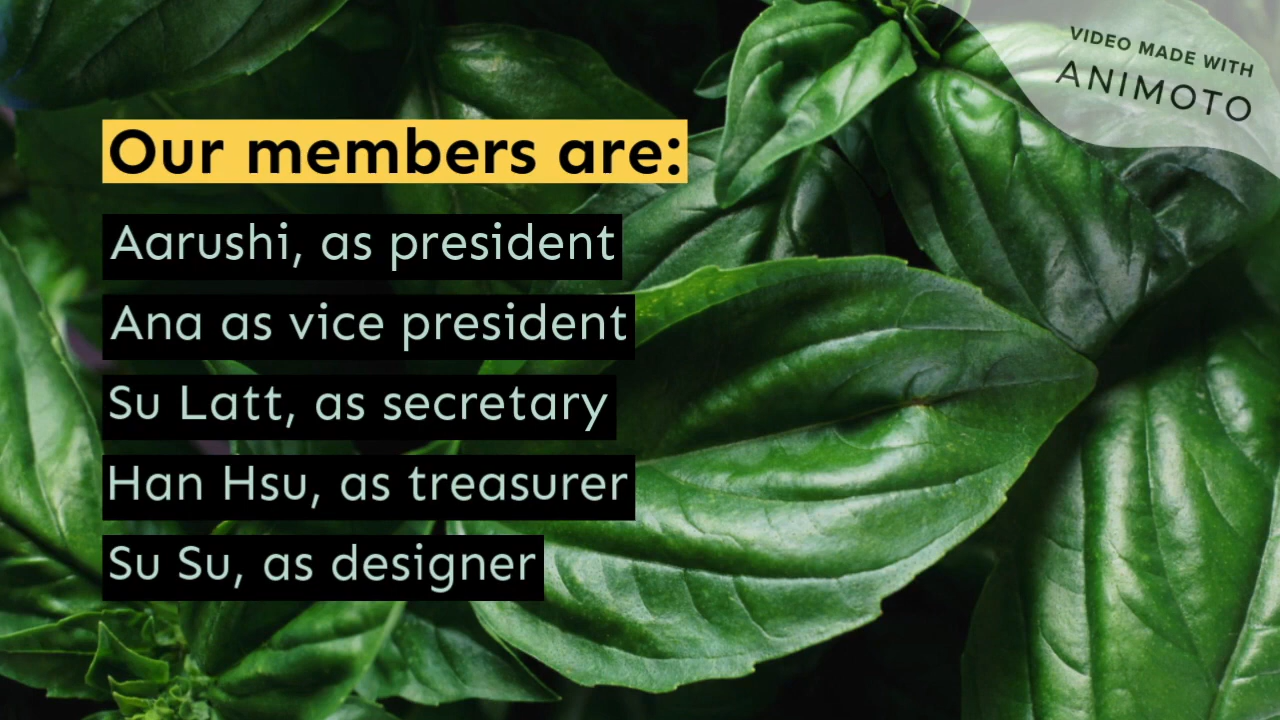 VIDEO MADE WITH
ANIMOTO
Our members are:
Aarushi, as president
Ana as vice president
Su Latt, as secretary
Han Hsu, as treasurer
Su Su, as designer